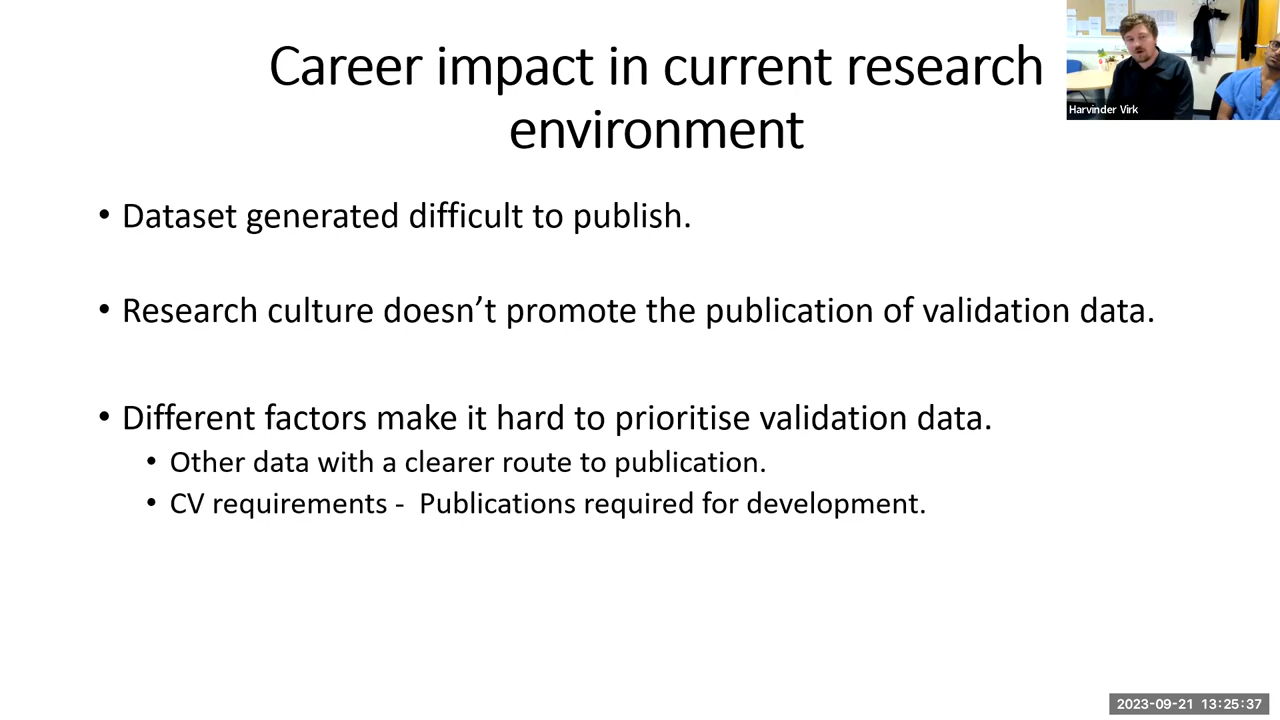 Career impact in current research
environment
Harvinder Virk
• Dataset generated difficult to publish.
• Research culture doesn’t promote the publication of validation data.
• Different factors make it hard to prioritise validation data.
• Other data with a clearer route to publication.
• CV requirements - Publications required for development.
2023-09-21 13:25:37